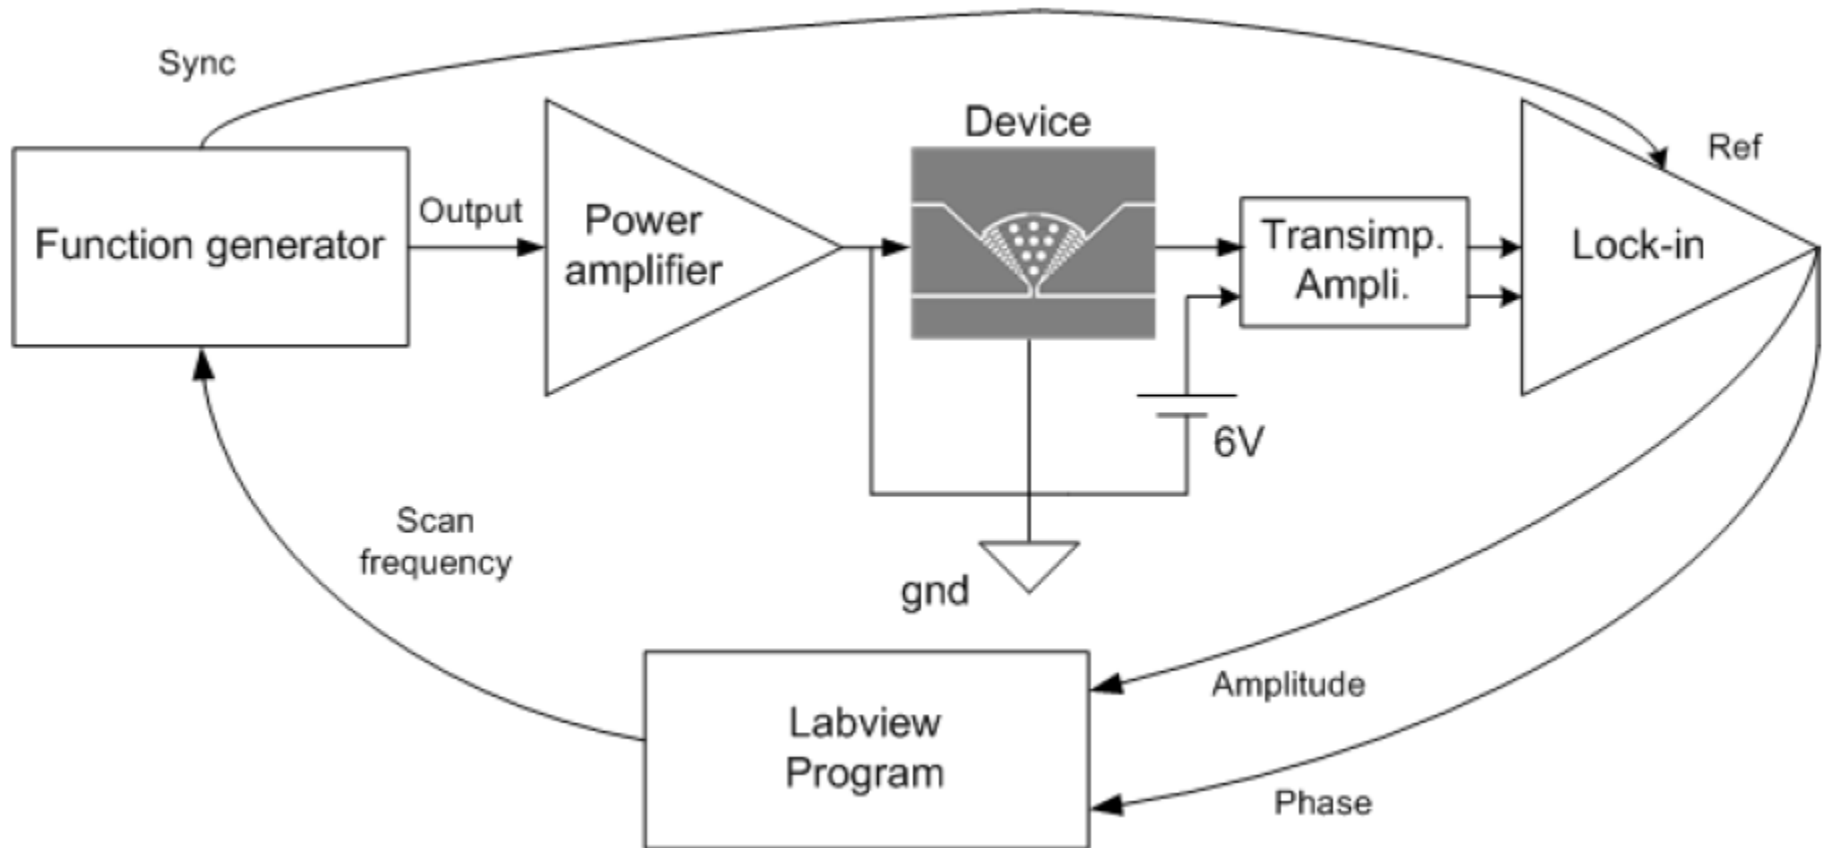 Sync
Device
Ref
Function generator
Output
Power
amplifier
Transimp.
Ampli.
Lock-in
6V
Scan
frequency
gnd
Amplitude
Labview
Program
Phase